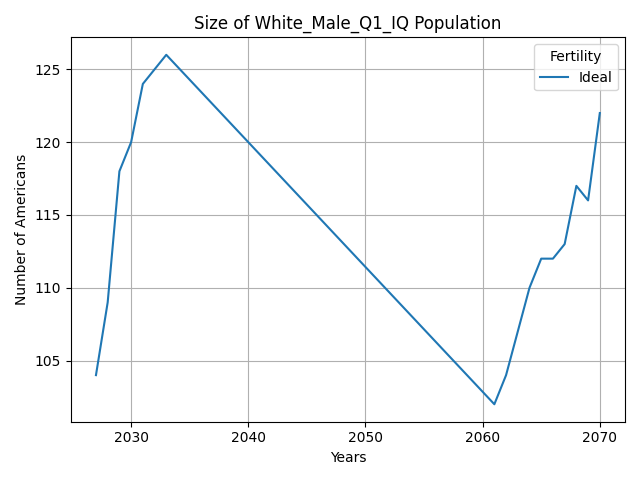 Size of White_Male_Q1_IQ Population
Fertility
Ideal
Number of Americans
125
120
115
110
105
2030 2040 2050 2060 2070
Years